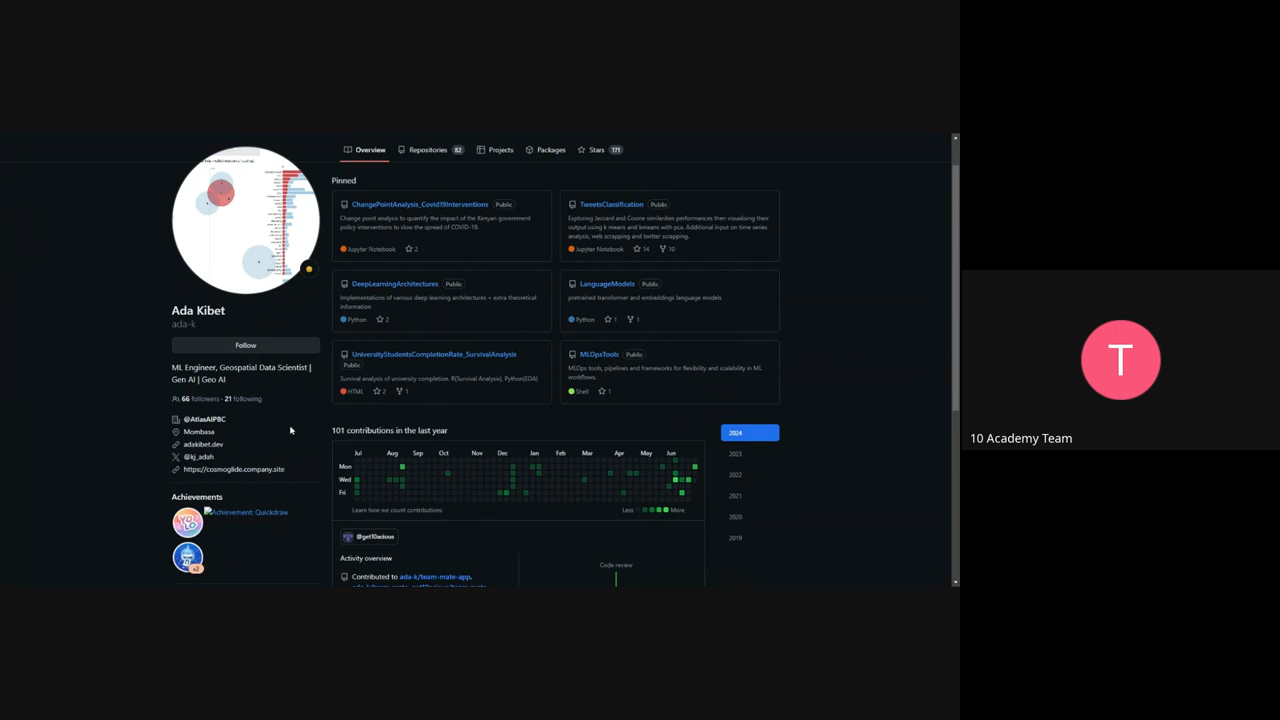 Overview
Repositories 82
Projects
Packages
Stars 171
Ada Kibet
ada-k
Follow
ML Engineer, Geospatial Data Scientist |
Gen AI | Geo AI
66 followers · 21 following
@AtlasAIPBC
Mombasa
adakibet.dev
@kj_adah
https://cosmoglide.company.site
Achievements
YOLO
Achievement: Quickdraw
x2
Pinned
ChangePointAnalysis_Covid19Interventions Public
Change point analysis to quantify the impact of the Kenyan government
policy interventions to slow the spread of COVID-19.
Jupyter Notebook 2
TweetsClassification Public
Exploring Jaccard and Cosine similarities performances then visualising their
output using k means and kmeans with pca. Additional input on time series
analysis, web scrapping and twitter scrapping.
Jupyter Notebook 14 10
DeepLearningArchitectures Public
Implementations of various deep learning architectures + extra theoretical
information
Python 2
LanguageModels Public
pretrained transformer and embeddings language models
Python 1 1
UniversityStudentsCompletionRate_SurvivalAnalysis
Public
Survival analysis of university completion. R(Survival Analysis), Python(EDA)
HTML 2 1
MLOpsTools Public
MLOps tools, pipelines and frameworks for flexibility and scalability in ML
workflows.
Shell 1
101 contributions in the last year
Jul Aug Sep Oct Nov Dec Jan Feb Mar Apr May Jun
Mon
Wed
Fri
Learn how we count contributions
Less More
2024
2023
2022
2021
2020
2019
@get10acious
Activity overview
Contributed to ada-k/team-mate-app,
Code review
T
10 Academy Team